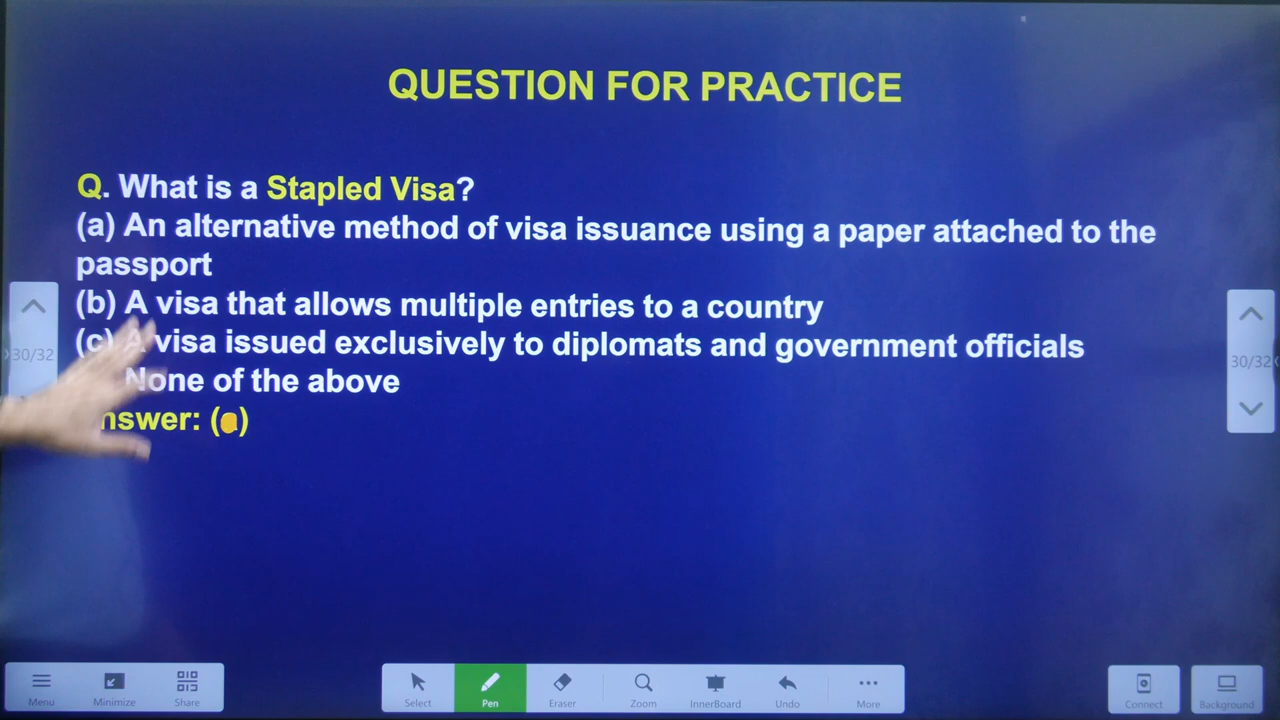 QUESTION FOR PRACTICE
Q. What is a Stapled Visa?
(a) An alternative method of visa issuance using a paper attached to the
passport
(b) A visa that allows multiple entries to a country
(c) A visa issued exclusively to diplomats and government officials
None of the above
nswer: (a)
30/32
30/32
Menu
Minimize
Share
Select
Pen
Eraser
Zoom
InnerBoard
Undo
More
Connect
Background